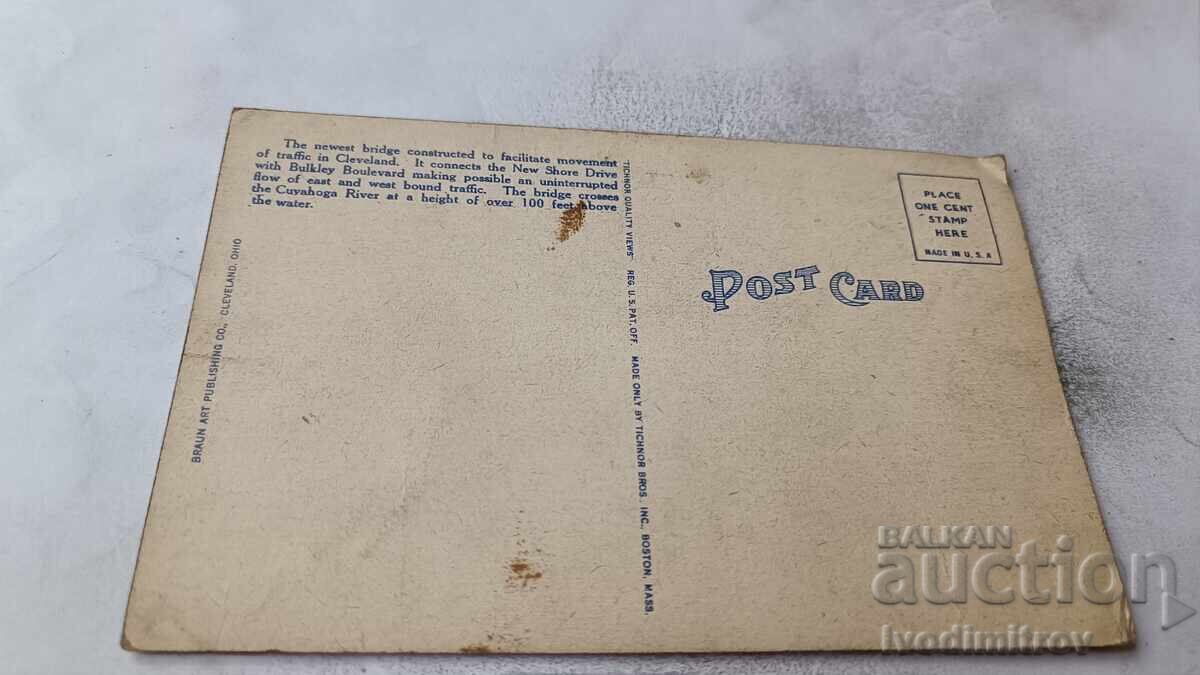 The newest bridge constructed to facilitate movement
of traffic in Cleveland. It connects the New Shore Drive
with Bulkley Boulevard making possible an uninterrupted
flow of east and west bound traffic. The bridge crosses
the Cuyahoga River at a height of over 100 feet above
the water.
BRAUN ART PUBLISHING CO., CLEVELAND, OHIO
"TICHNOR QUALITY VIEWS" REG. U. S. PAT. OFF. MADE ONLY BY TICHNOR BROS. INC., BOSTON, MASS.
POST CARD
PLACE
ONE CENT
STAMP
HERE
MADE IN U. S. A
BALKAN
auction
lvodimitrov